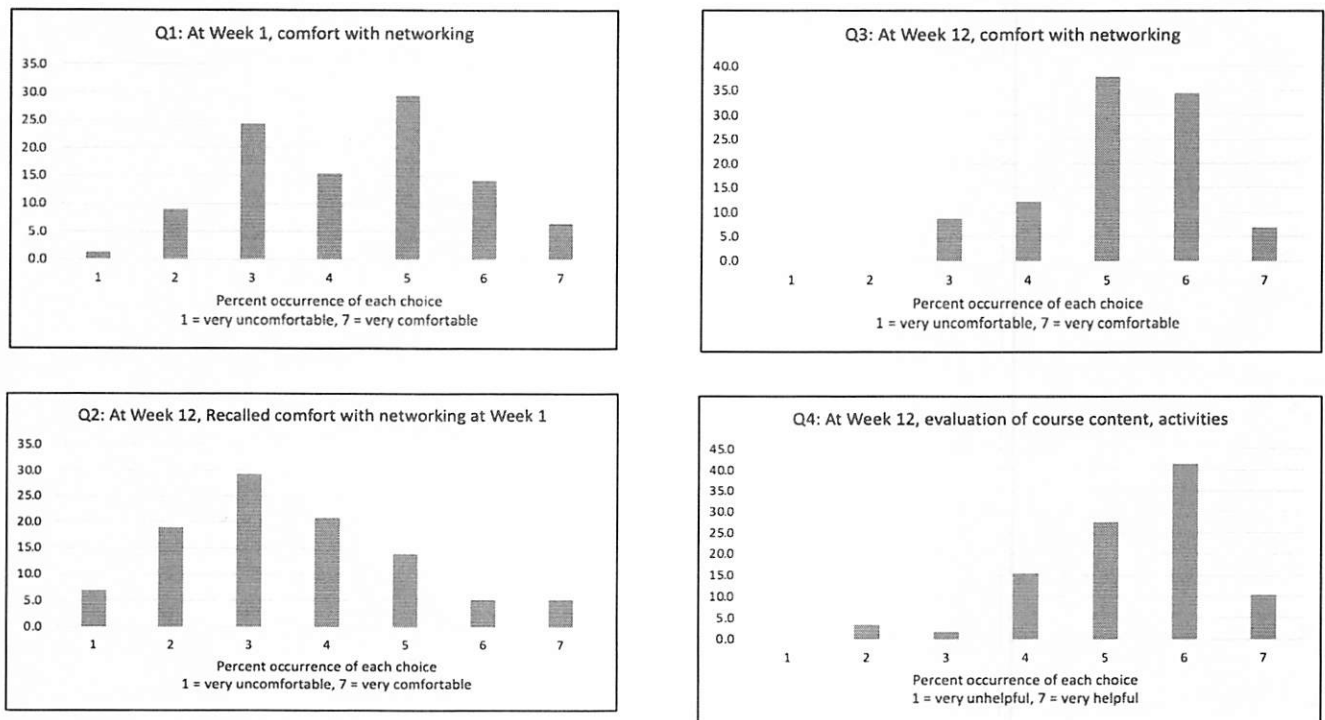 Q1: At Week 1, comfort with networking
35.0
30.0
25.0
20.0
15.0
10.0
5.0
0.0
1 2 3 4 5 6 7
Percent occurrence of each choice
1 = very uncomfortable, 7 = very comfortable
Q3: At Week 12, comfort with networking
40.0
35.0
30.0
25.0
20.0
15.0
10.0
5.0
0.0
1 2 3 4 5 6 7
Percent occurrence of each choice
1 = very uncomfortable, 7 = very comfortable
Q2: At Week 12, Recalled comfort with networking at Week 1
35.0
30.0
25.0
20.0
15.0
10.0
5.0
0.0
1 2 3 4 5 6 7
Percent occurrence of each choice
1 = very uncomfortable, 7 = very comfortable
Q4: At Week 12, evaluation of course content, activities
45.0
40.0
35.0
30.0
25.0
20.0
15.0
10.0
5.0
0.0
1 2 3 4 5 6 7
Percent occurrence of each choice
1 = very unhelpful, 7 = very helpful